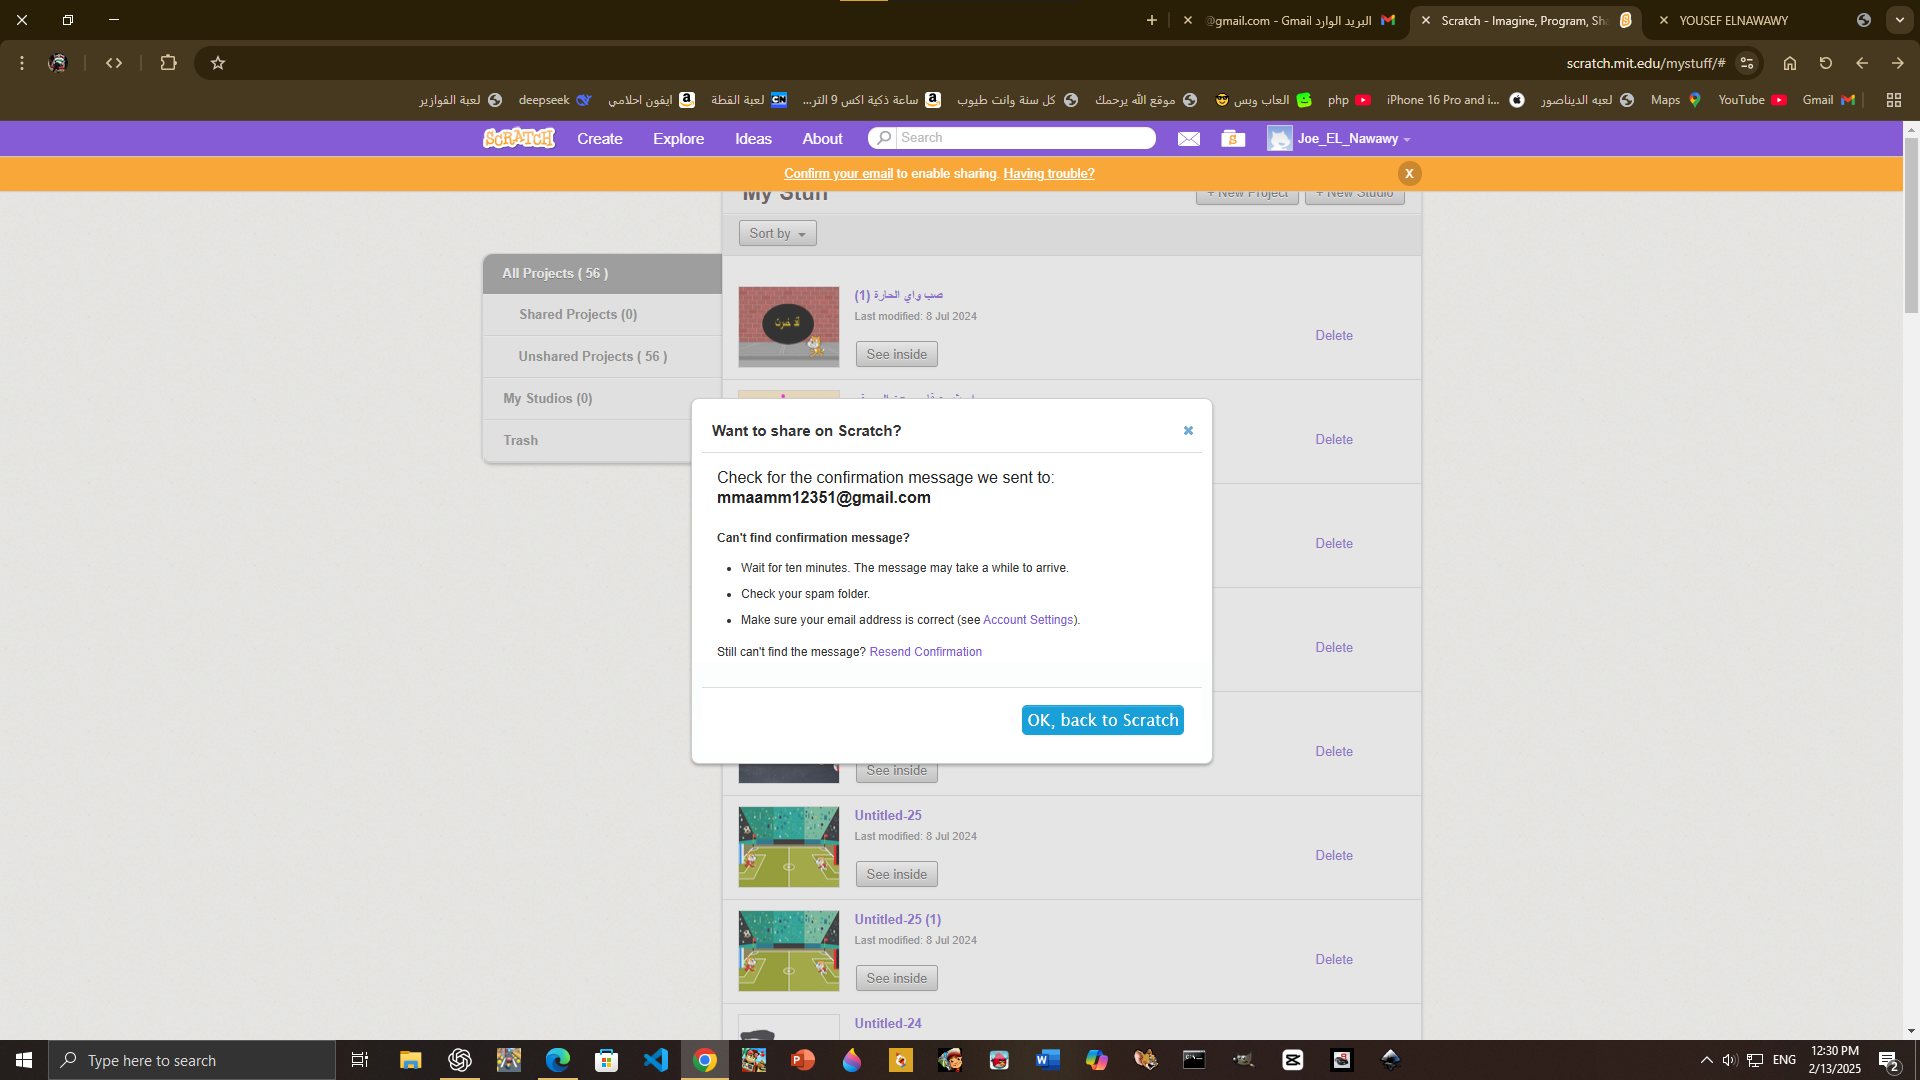 @gmail.com - Gmail البريد الوارد
Scratch - Imagine, Program, Sha
YOUSEF ELNAWAWY
scratch.mit.edu/mystuff/#
لعبة الفوازير
deepseek
ايفون احلامي
لعبة القطة
ساعة ذكية اكس 9 التر...
كل سنة وانت طيوب
موقع الله يرحمك
العاب وبس 😎
php
iPhone 16 Pro and i...
لعبه الديناصور
Maps
YouTube
Gmail
SCRATCH
Create
Explore
Ideas
About
Search
Joe_EL_Nawawy
Confirm your email to enable sharing. Having trouble?
X
My Stuff
+ New Project
+ New Studio
Sort by
All Projects ( 56 )
Shared Projects (0)
Unshared Projects ( 56 )
My Studios (0)
Trash
صب واي الحارة (1)
Last modified: 8 Jul 2024
See inside
Delete
Delete
Delete
Delete
Delete
Want to share on Scratch?
Check for the confirmation message we sent to:
mmaamm12351@gmail.com
Can't find confirmation message?
Wait for ten minutes. The message may take a while to arrive.
Check your spam folder.
Make sure your email address is correct (see Account Settings).
Still can't find the message? Resend Confirmation
OK, back to Scratch
See inside
Untitled-25
Last modified: 8 Jul 2024
See inside
Delete
Untitled-25 (1)
Last modified: 8 Jul 2024
See inside
Delete
Untitled-24
Type here to search
ENG
12:30 PM
2/13/2025
2